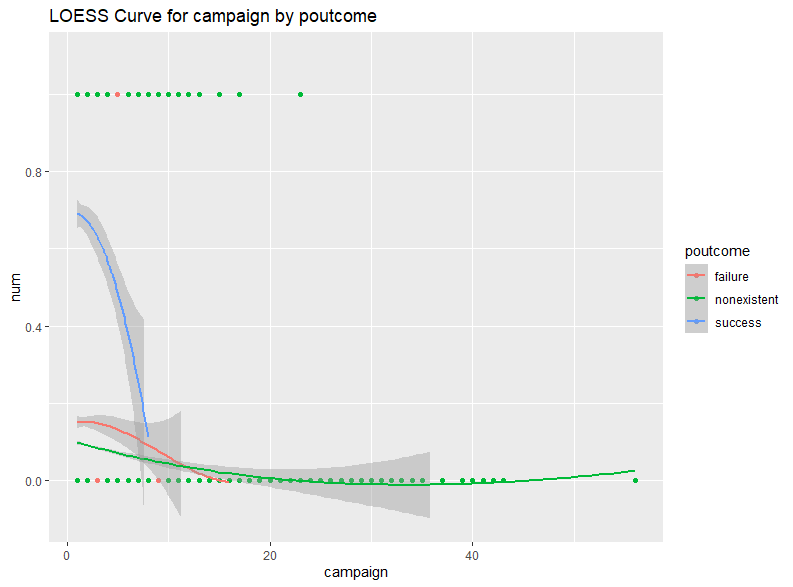 LOESS Curve for campaign by poutcome
0.8
0.4
0.0
num
0
20
40
campaign
poutcome
failure
nonexistent
success